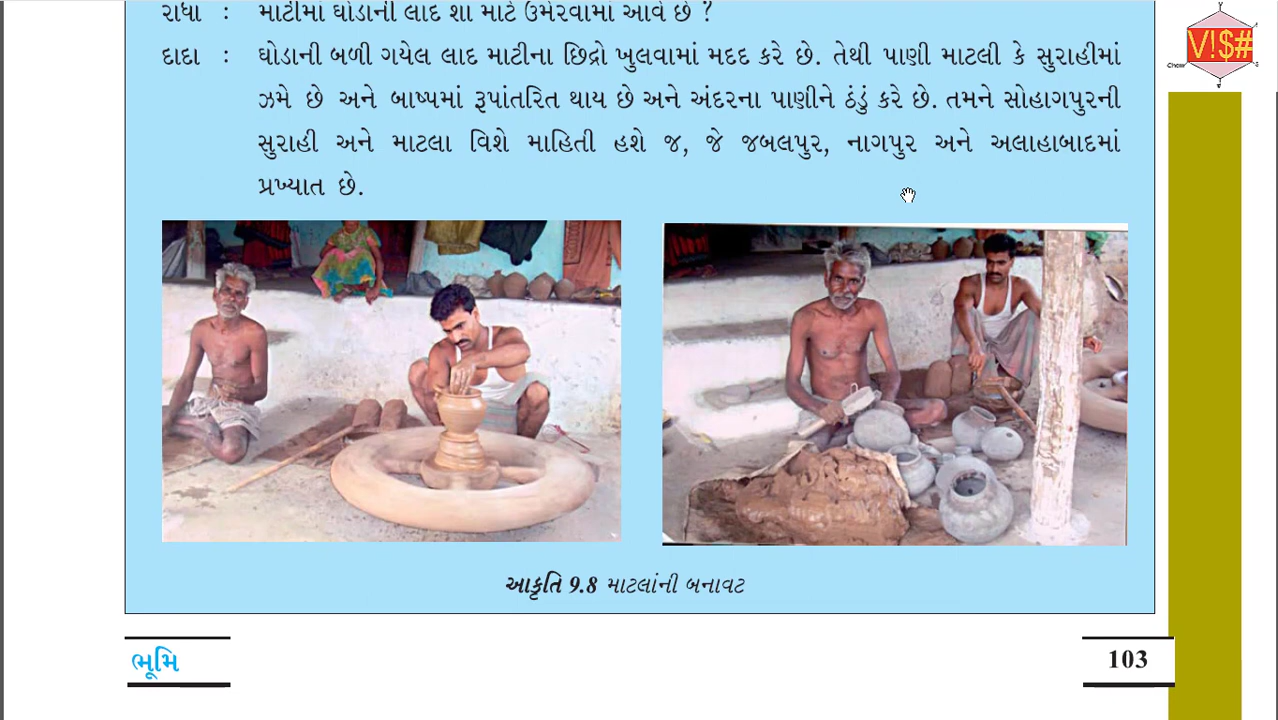 રાધા : માટીમાં ઘોડાની લાદ શા માટે ઉમેરવામાં આવે છે ?
દાદા : ઘોડાની બળી ગયેલ લાદ માટીના છિદ્રો ખુલવામાં મદદ કરે છે. તેથી પાણી માટલી કે સુરાહીમાં
ઝમે છે અને બાષ્પમાં રૂપાંતરિત થાય છે અને અંદરના પાણીને ઠંડું કરે છે. તમને સોહાગપુરની
સુરાહી અને માટલા વિશે માહિતી હશે જ, જે જબલપુર, નાગપુર અને અલાહાબાદમાં
પ્રખ્યાત છે.
આકૃતિ 9.8 માટલાંની બનાવટ
ભૂમિ
103
V!$#